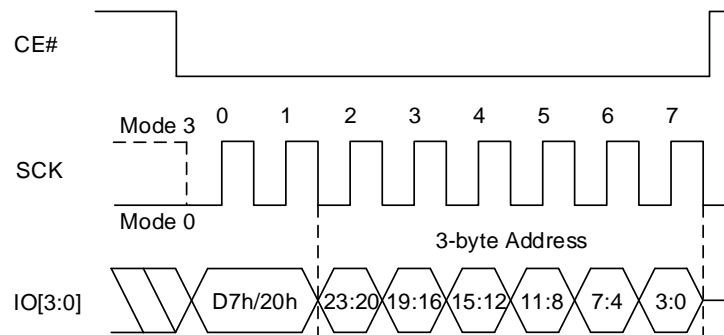 CE#
Mode 3
0 1 2 3 4 5 6 7
SCK
Mode 0
3-byte Address
IO[3:0]
D7h/20h 23:20 19:16 15:12 11:8 7:4 3:0